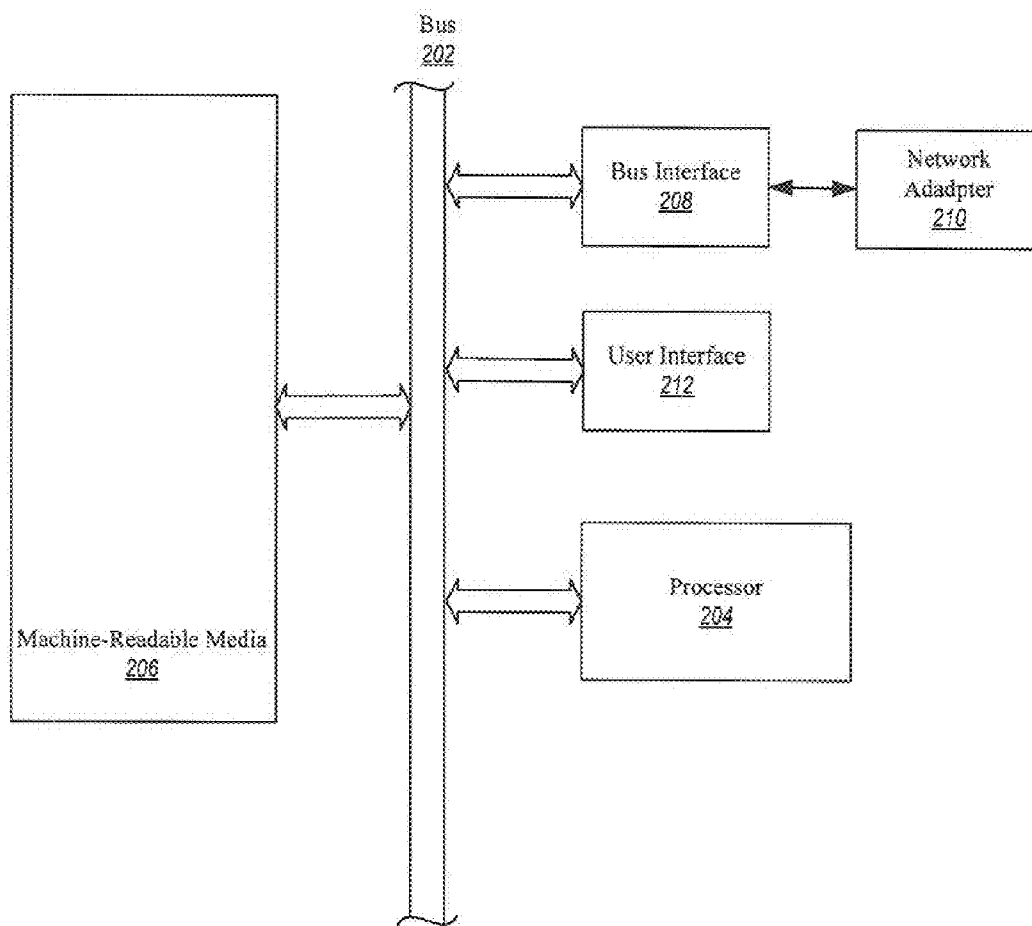 Bus
202
Bus Interface
208
Network
Adadpter
210
User Interface
212
Processor
204
Machine-Readable Media
206